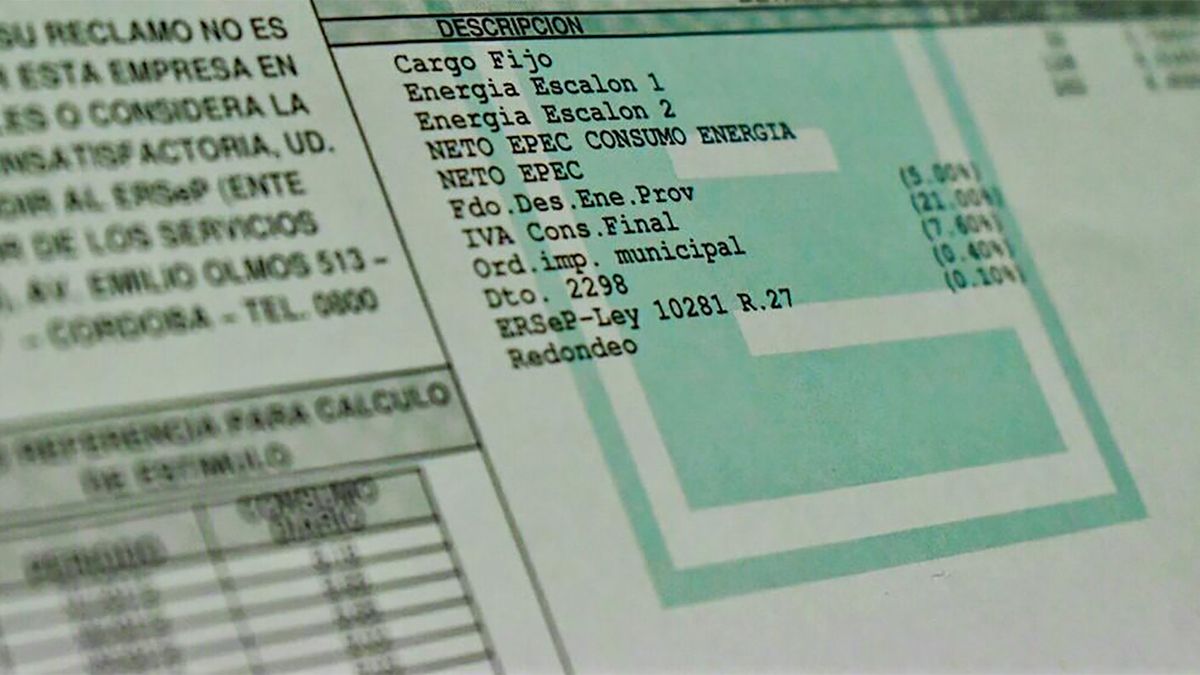 SU RECLAMO NO ES
ESTA EMPRESA EN
O CONSIDERA LA
INSATISFACTORIA, UD.
AL ERSeP (ENTE
DE LOS SERVICIOS
AV. EMILIO OLMOS 513 -
- CORDOBA - TEL. 0800
REFERENCIA PARA CALCULO
DE ESTIMULO
PERIODO
CONSUMO
DIARIO
DESCRIPCION
Cargo Fijo
Energia Escalon 1
Energia Escalon 2
NETO EPEC CONSUMO ENERGIA
NETO EPEC
Fdo.Des.Ene.Prov (5.00%)
IVA Cons.Final (21.00%)
Ord.imp. municipal (7.60%)
Dto. 2298 (0.40%)
ERSeP-Ley 10281 R.27 (0.10%)
Redondeo